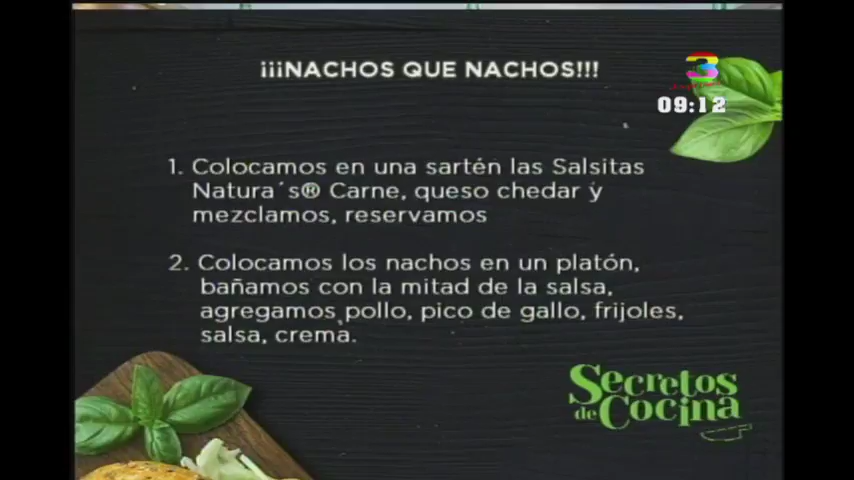 ¡¡¡NACHOS QUE NACHOS!!!
3
09:12
1. Colocamos en una sartén las Salsitas
Natura´s® Carne, queso chedar y
mezclamos, reservamos
2. Colocamos los nachos en un platón,
bañamos con la mitad de la salsa,
agregamos pollo, pico de gallo, frijoles,
salsa, crema.
Secretos
de Cocina